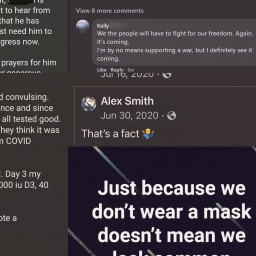 t to hear from
that he has
st need him to
gress now.
prayers for him
View 8 more comments
Kelly
We the people will have to fight for our freedom. Again.
It's coming.
I'm by no means supporting a war, but I definitely see it
coming.
Like Reply 6w
Jul 16, 2020
d convulsing.
nce and since
all tested good.
hey think it was
m COVID
. Day 3 my
000 iu D3, 40
ote a
Alex Smith
Jun 30, 2020
That's a fact 🤷‍♂️
Just because we
don't wear a mask
doesn't mean we